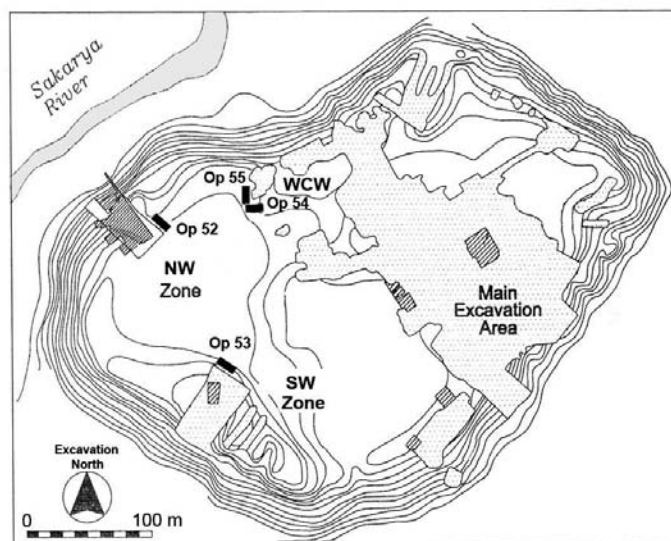 Sakarya
River
Op 55
WCW
Op 54
Op 52
NW
Zone
Main
Excavation
Area
Op 53
SW
Zone
Excavation
North
0 100 m